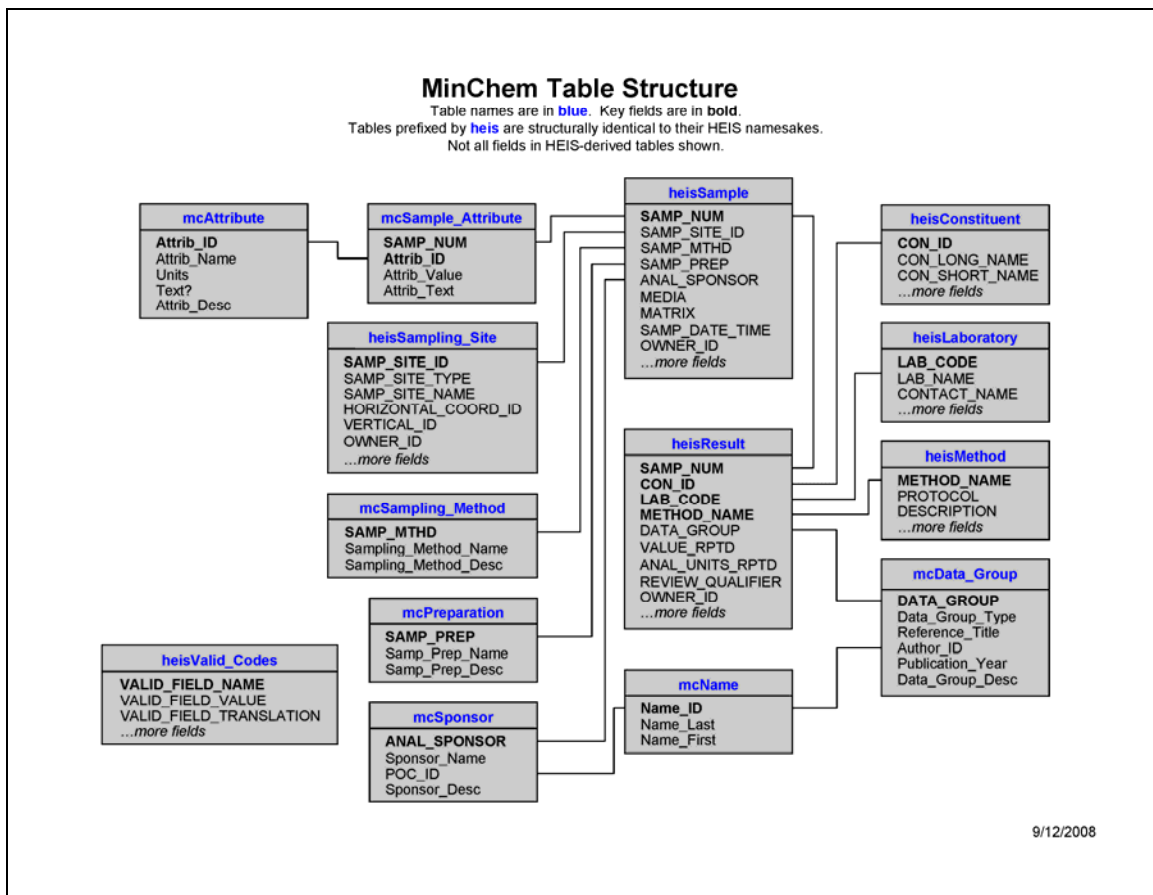 MinChem Table Structure
Table names are in blue. Key fields are in bold.
Tables prefixed by heis are structurally identical to their HEIS namesakes.
Not all fields in HEIS-derived tables shown.
mcAttribute
Attrib_ID
Attrib_Name
Units
Text?
Attrib_Desc
mcSample_Attribute
SAMP_NUM
Attrib_ID
Attrib_Value
Attrib_Text
heisSample
SAMP_NUM
SAMP_SITE_ID
SAMP_MTHD
SAMP_PREP
ANAL_SPONSOR
MEDIA
MATRIX
SAMP_DATE_TIME
OWNER_ID
...more fields
heisConstituent
CON_ID
CON_LONG_NAME
CON_SHORT_NAME
...more fields
heisSampling_Site
SAMP_SITE_ID
SAMP_SITE_TYPE
SAMP_SITE_NAME
HORIZONTAL_COORD_ID
VERTICAL_ID
OWNER_ID
...more fields
heisLaboratory
LAB_CODE
LAB_NAME
CONTACT_NAME
...more fields
heisResult
SAMP_NUM
CON_ID
LAB_CODE
METHOD_NAME
DATA_GROUP
VALUE_RPTD
ANAL_UNITS_RPTD
REVIEW_QUALIFIER
OWNER_ID
...more fields
heisMethod
METHOD_NAME
PROTOCOL
DESCRIPTION
...more fields
mcSampling_Method
SAMP_MTHD
Sampling_Method_Name
Sampling_Method_Desc
mcData_Group
DATA_GROUP
Data_Group_Type
Reference_Title
Author_ID
Publication_Year
Data_Group_Desc
mcPreparation
SAMP_PREP
Samp_Prep_Name
Samp_Prep_Desc
heisValid_Codes
VALID_FIELD_NAME
VALID_FIELD_VALUE
VALID_FIELD_TRANSLATION
...more fields
mcName
Name_ID
Name_Last
Name_First
mcSponsor
ANAL_SPONSOR
Sponsor_Name
POC_ID
Sponsor_Desc
9/12/2008